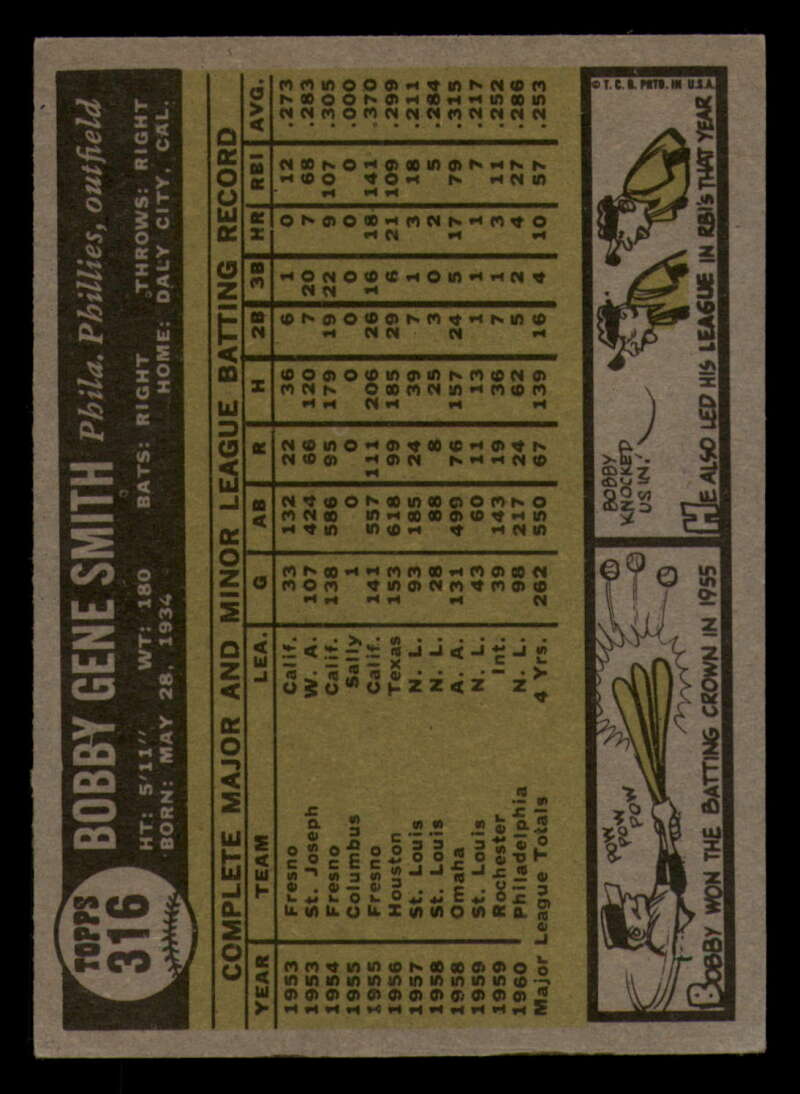 TOPPS
316
BOBBY GENE SMITH Phila. Phillies, outfield
HT: 5'11" WT: 180 BATS: RIGHT THROWS: RIGHT
BORN: MAY 28, 1934 HOME: DALY CITY, CAL.
COMPLETE MAJOR AND MINOR LEAGUE BATTING RECORD
YEAR TEAM LEA. G AB R H 2B 3B HR RBI AVG.
1953 Fresno Calif. 33 132 22 36 6 1 0 12 .273
1953 St. Joseph W. A. 107 424 66 120 7 20 7 68 .283
1954 Fresno Calif. 138 586 95 179 19 22 9 107 .305
1955 Columbus Sally 1 0 0 0 0 0 0 0 .000
1955 Fresno Calif. 141 557 111 206 26 16 18 141 .370
1956 Houston Texas 153 618 99 185 29 6 21 109 .299
1957 St. Louis N. L. 93 185 24 39 7 1 3 18 .211
1958 St. Louis N. L. 28 88 8 25 3 0 2 5 .284
1958 Omaha A. A. 131 499 76 157 24 5 17 79 .315
1959 St. Louis N. L. 43 60 11 13 1 1 1 7 .217
1959 Rochester Int. 39 143 19 36 7 1 3 11 .252
1960 Philadelphia N. L. 98 217 24 62 5 2 4 27 .286
Major League Totals 4 Yrs. 262 550 67 139 16 4 10 57 .253
POW
POW
POW
BOBBY WON THE BATTING CROWN IN 1955
BOBBY
KNOCKED
US IN!
HE ALSO LED HIS LEAGUE IN RBI'S THAT YEAR
© T. C. G. PRTD. IN U.S.A.